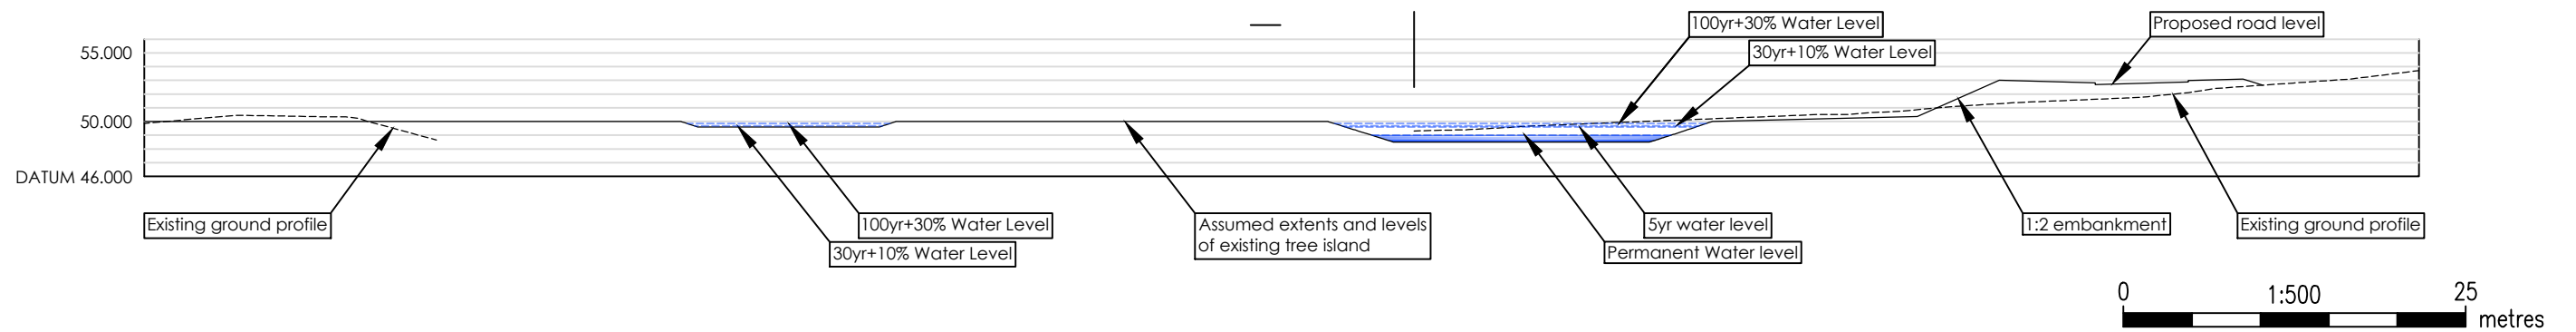 100yr+30% Water Level
Proposed road level
30yr+10% Water Level
55.000
50.000
DATUM 46.000
Existing ground profile
100yr+30% Water Level
30yr+10% Water Level
Assumed extents and levels
of existing tree island
5yr water level
Permanent Water level
1:2 embankment
Existing ground profile
0 1:500 25
metres